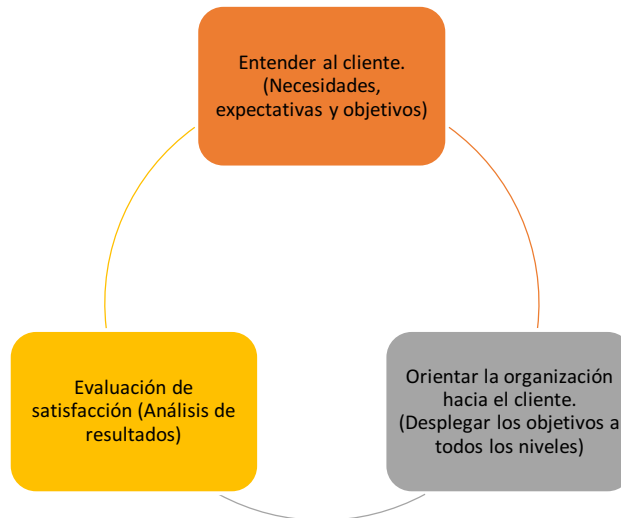 Entender al cliente.
(Necesidades,
expectativas y objetivos)
Orientar la organización
hacia el cliente.
(Desplegar los objetivos a
todos los niveles)
Evaluación de
satisfacción (Análisis de
resultados)